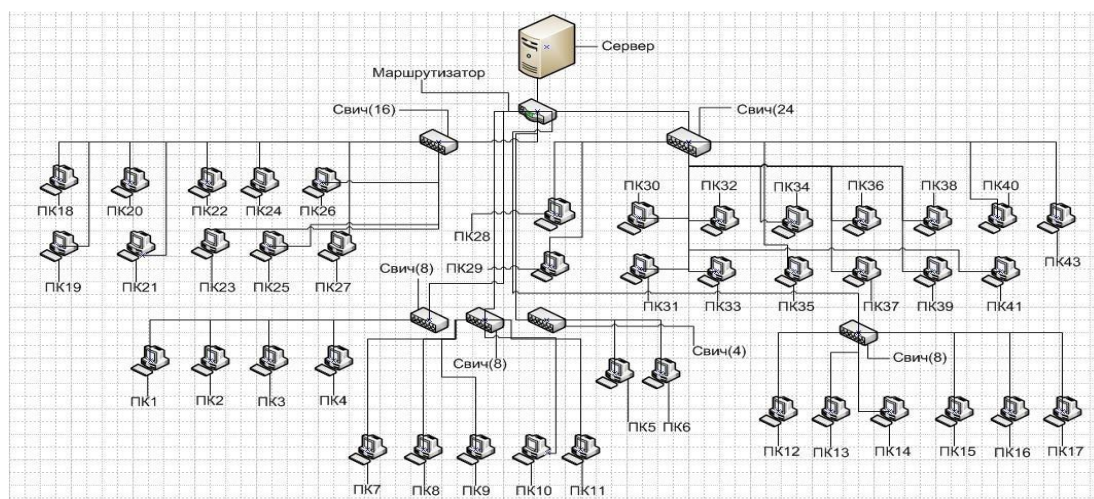 Сервер
Маршрутизатор
Свич(16)
Свич(24
ПК18
ПК20
ПК22
ПК24
ПК26
ПК28
ПК30
ПК32
ПК34
ПК36
ПК38
ПК40
ПК43
ПК19
ПК21
ПК23
ПК25
ПК27
ПК29
ПК31
ПК33
ПК35
ПК37
ПК39
ПК41
Свич(8)
Свич(8)
Свич(4)
Свич(8)
ПК1
ПК2
ПК3
ПК4
ПК5
ПК6
ПК7
ПК8
ПК9
ПК10
ПК11
ПК12
ПК13
ПК14
ПК15
ПК16
ПК17